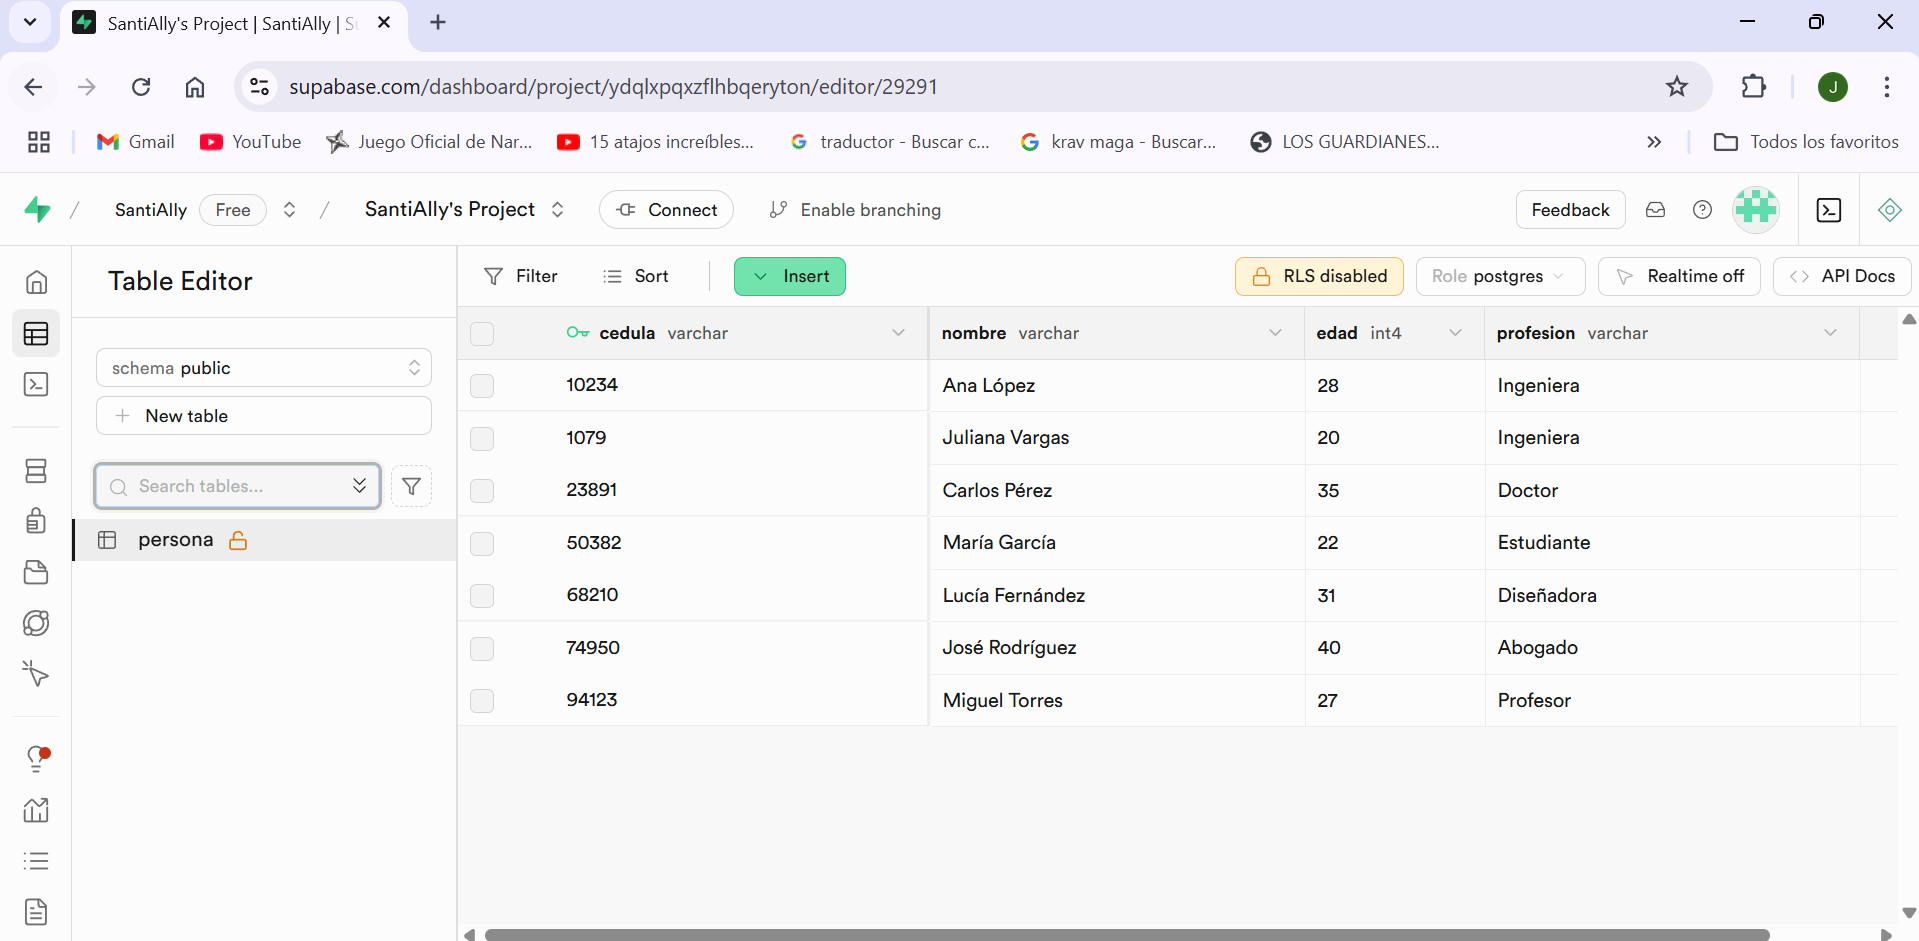 SantiAlly's Project | SantiAlly | Su
supabase.com/dashboard/project/ydqlxpqxzflhbqeryton/editor/29291
J
Gmail
YouTube
Juego Oficial de Nar...
15 atajos increíbles...
traductor - Buscar c...
krav maga - Buscar...
LOS GUARDIANES...
Todos los favoritos
/ SantiAlly Free / SantiAlly's Project Connect Enable branching Feedback
Table Editor
Filter Sort Insert RLS disabled Role postgres Realtime off API Docs
schema public
New table
Search tables...
persona
cedula varchar nombre varchar edad int4 profesion varchar
10234 Ana López 28 Ingeniera
1079 Juliana Vargas 20 Ingeniera
23891 Carlos Pérez 35 Doctor
50382 María García 22 Estudiante
68210 Lucía Fernández 31 Diseñadora
74950 José Rodríguez 40 Abogado
94123 Miguel Torres 27 Profesor